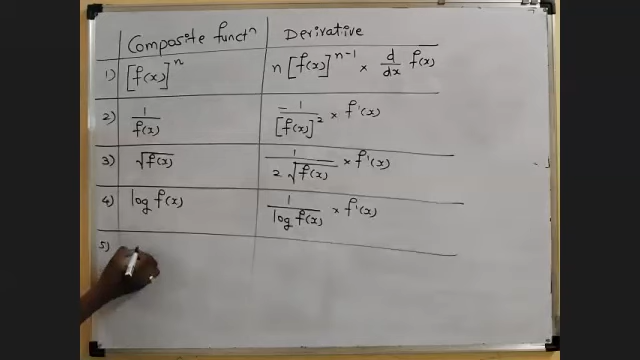 Composite funct^n Derivative
1) [f(x)]^n n [f(x)]^{n-1} × d/dx f(x)
2) 1/f(x) -1/[f(x)]^2 × f'(x)
3) √f(x) 1/2√f(x) × f'(x)
4) log f(x) 1/log f(x) × f'(x)
5)